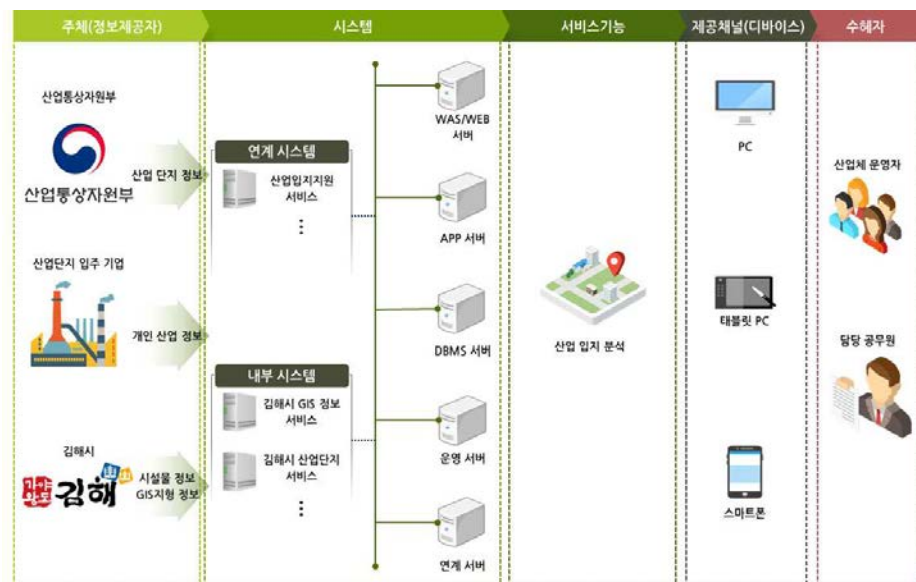 주체(정보제공자)
시스템
서비스기능
제공채널(디바이스)
수혜자
산업통상자원부
산업통상자원부
산업 단지 정보
산업단지 입주 기업
개인 산업 정보
김해시
가야
왕도
김해
시설물 정보
GIS지형 정보
연계 시스템
산업입지지원
서비스
⋮
내부 시스템
김해시 GIS 정보
서비스
김해시 산업단지
서비스
⋮
WAS/WEB
서버
APP 서버
DBMS 서버
운영 서버
연계 서버
산업 입지 분석
PC
태블릿 PC
스마트폰
산업체 운영자
담당 공무원